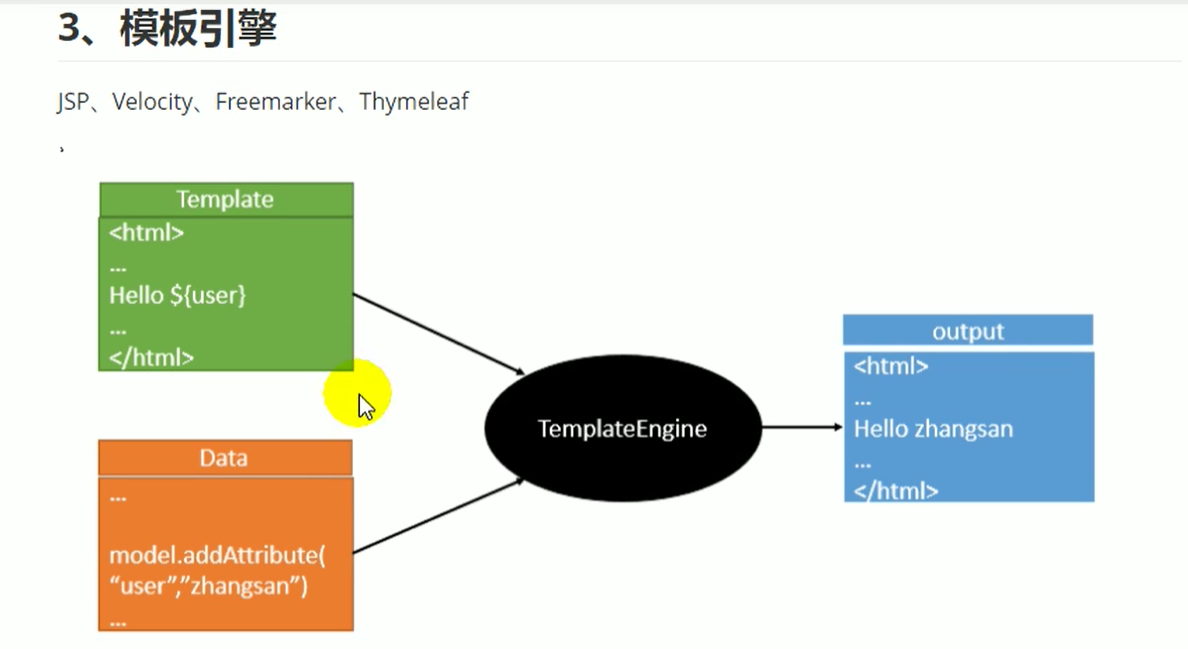 3、模板引擎
JSP、Velocity、Freemarker、Thymeleaf
、
Template
<html>
...
Hello ${user}
...
</html>
Data
...
model.addAttribute(
“user”,”zhangsan”)
...
TemplateEngine
output
<html>
...
Hello zhangsan
...
</html>